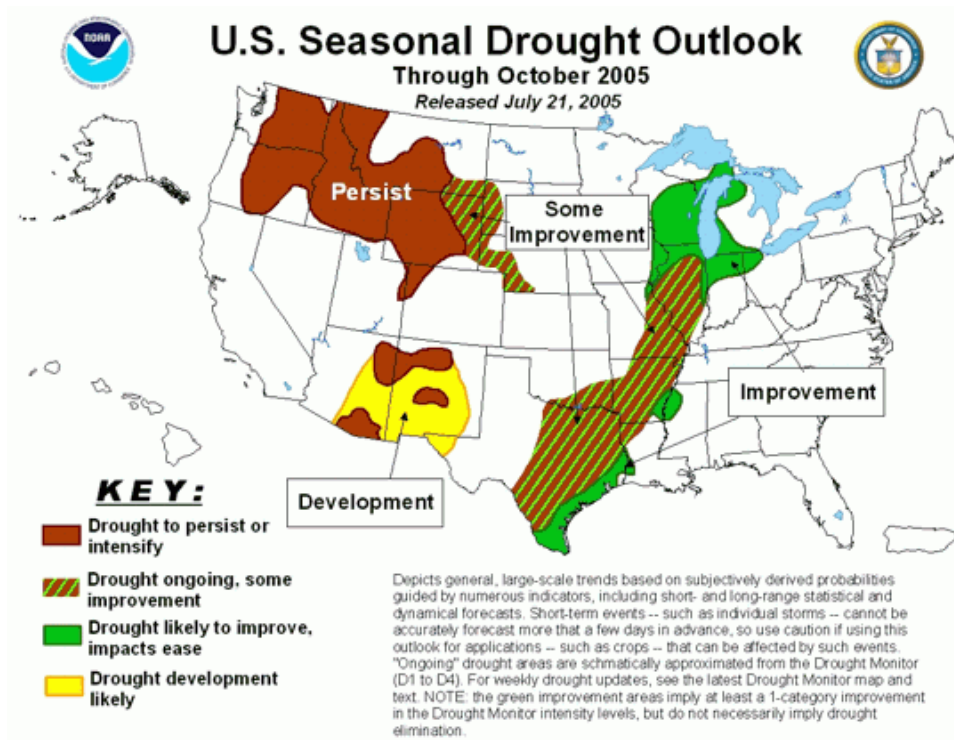 NOAA
U.S. Seasonal Drought Outlook
Through October 2005
Released July 21, 2005
Persist
Some
Improvement
Improvement
Development
KEY:
Drought to persist or
intensify
Drought ongoing, some
improvement
Drought likely to improve,
impacts ease
Drought development
likely
Depicts general, large-scale trends based on subjectively derived probabilities
guided by numerous indicators, including short- and long-range statistical and
dynamical forecasts. Short-term events -- such as individual storms -- cannot be
accurately forecast more that a few days in advance, so use caution if using this
outlook for applications -- such as crops -- that can be affected by such events.
"Ongoing" drought areas are schmatically approximated from the Drought Monitor
(D1 to D4). For weekly drought updates, see the latest Drought Monitor map and
text. NOTE: the green improvement areas imply at least a 1-category improvement
in the Drought Monitor intensity levels, but do not necessarily imply drought
elimination.